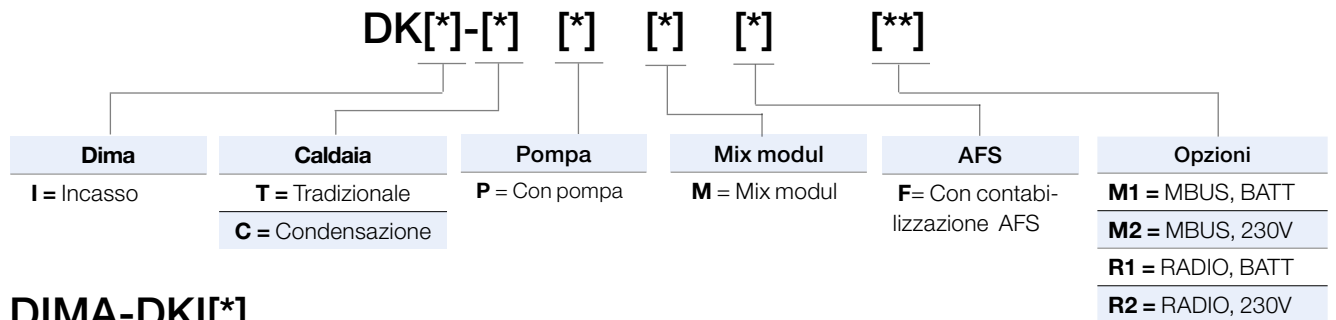 DK[*]-[*] [*] [*] [*] [**]
Dima
I = Incasso
Caldaia
T = Tradizionale
C = Condensazione
Pompa
P = Con pompa
Mix modul
M = Mix modul
AFS
F= Con contabi-
lizzazione AFS
Opzioni
M1 = MBUS, BATT
M2 = MBUS, 230V
R1 = RADIO, BATT
R2 = RADIO, 230V
DIMA-DKI[*]